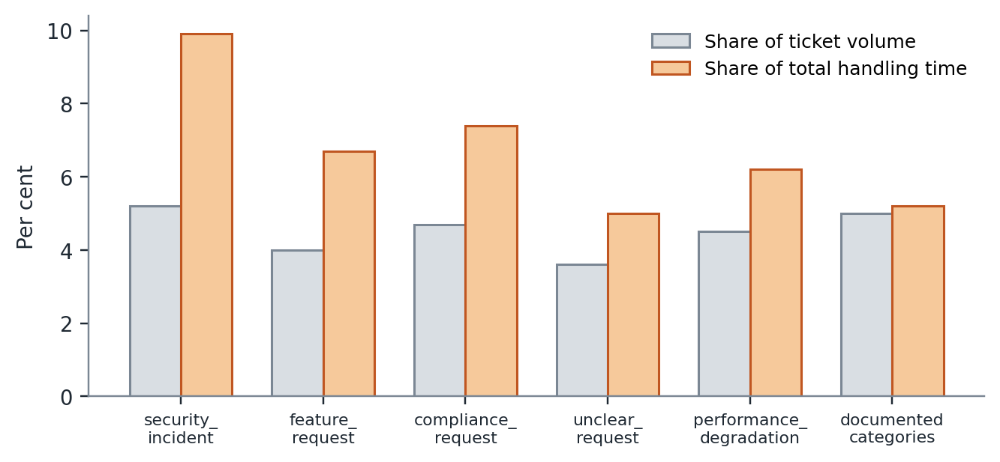 Share of ticket volume
Share of total handling time
Per cent
10
8
6
4
2
0
security_
incident
feature_
request
compliance_
request
unclear_
request
performance_
degradation
documented
categories